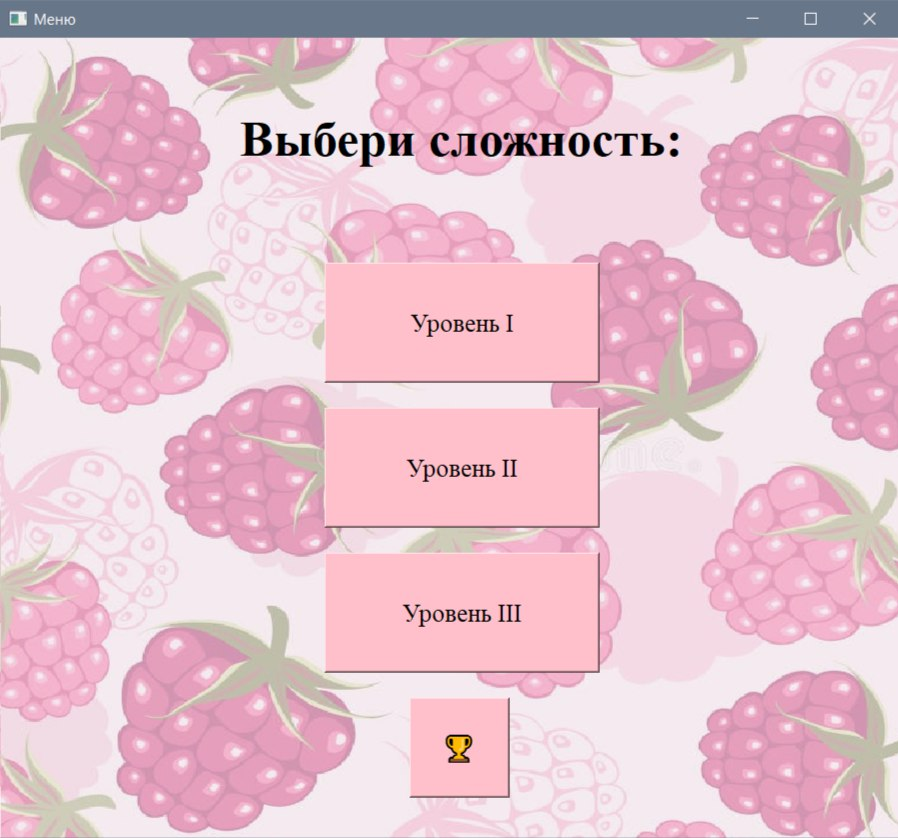 Меню
Выбери сложность:
Уровень I
Уровень II
Уровень III